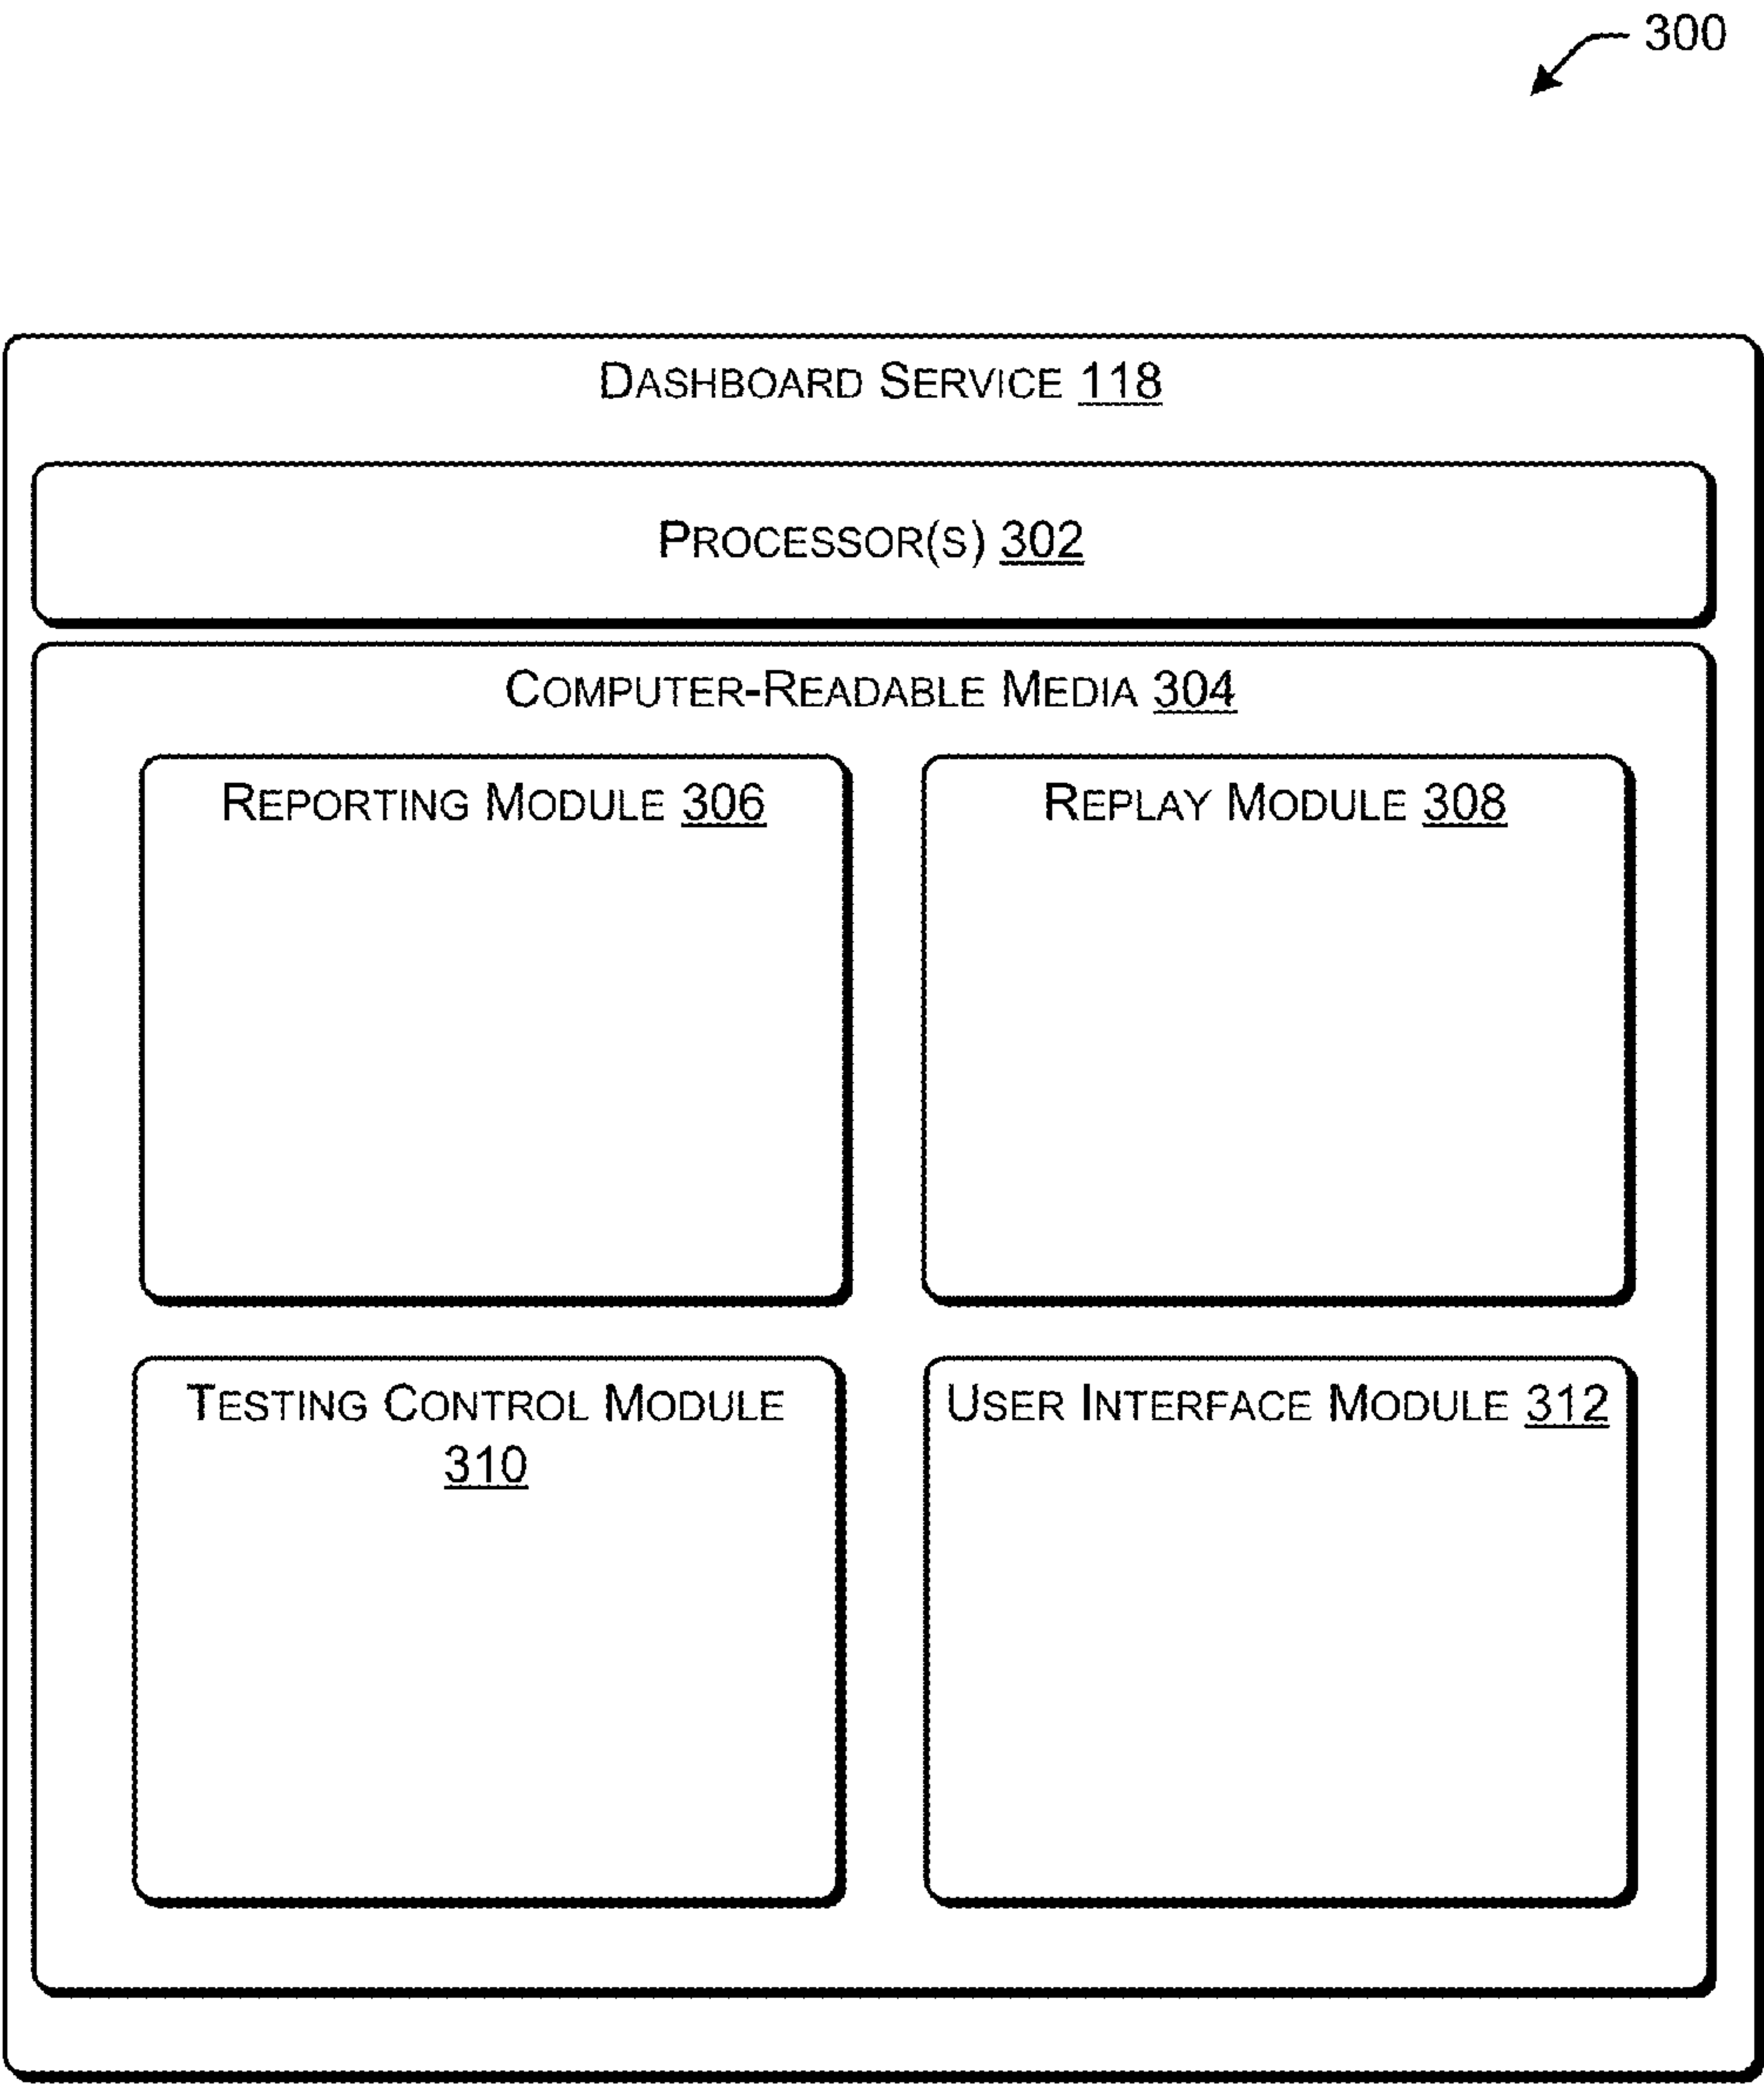 300
DASHBOARD SERVICE 118
PROCESSOR(S) 302
COMPUTER-READABLE MEDIA 304
REPORTING MODULE 306
REPLAY MODULE 308
TESTING CONTROL MODULE
310
USER INTERFACE MODULE 312